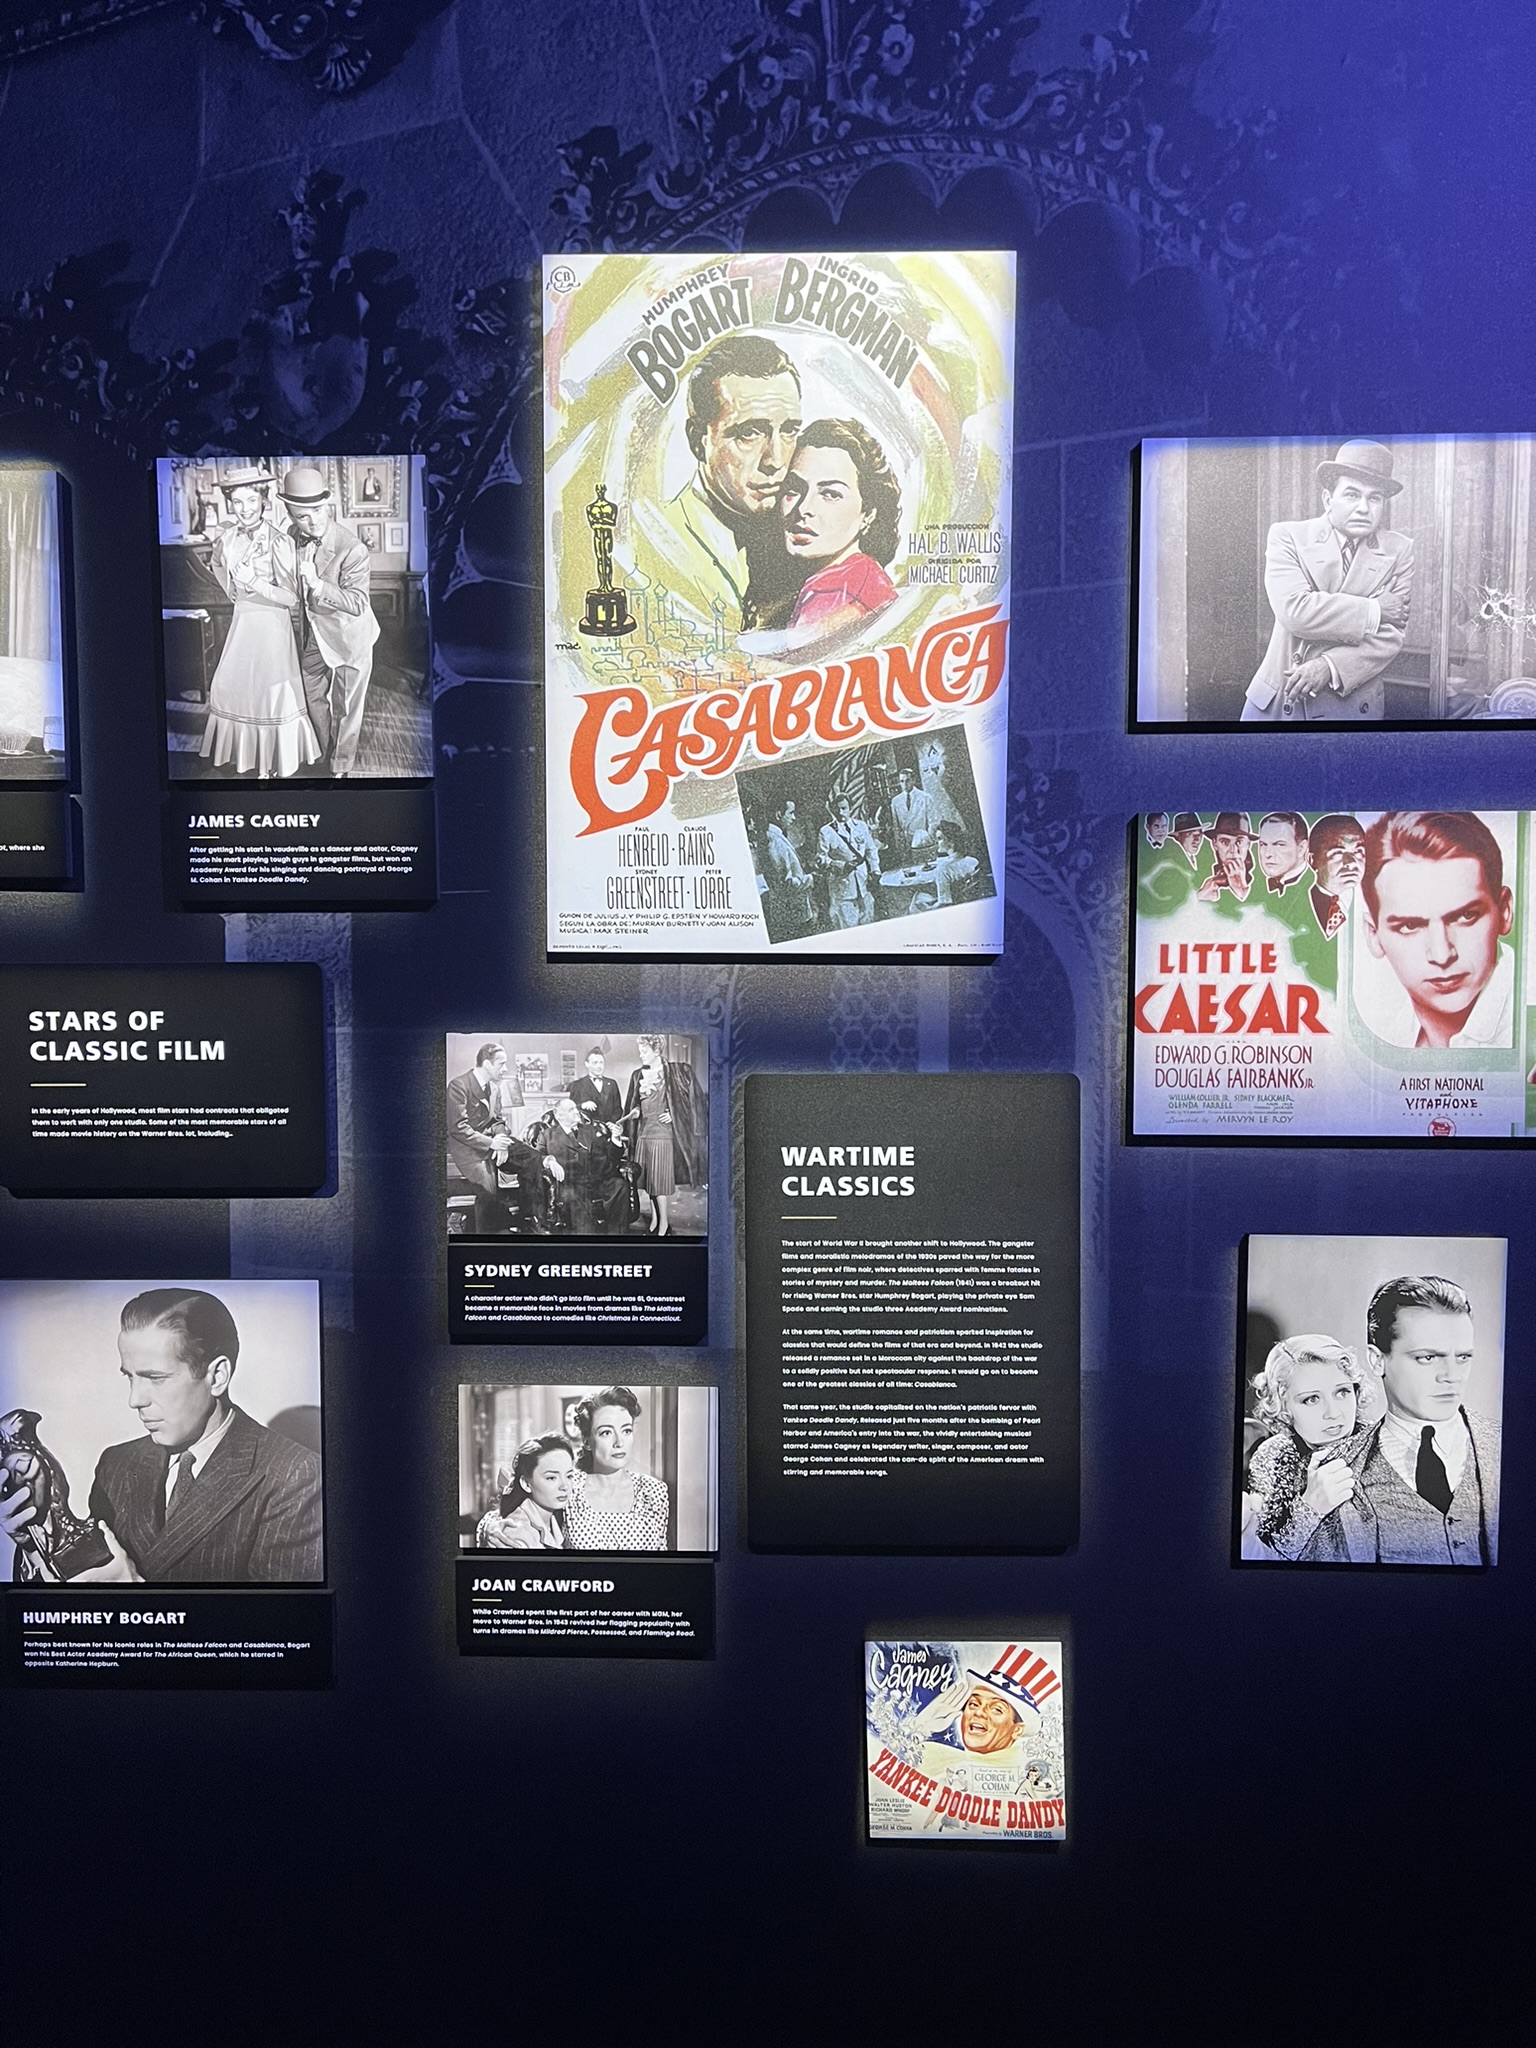 ot, where she
JAMES CAGNEY
After getting his start in vaudeville as a dancer and actor, Cagney
made his mark playing tough guys in gangster films, but won an
Academy Award for his singing and dancing portrayal of George
M. Cohan in Yankee Doodle Dandy.
STARS OF
CLASSIC FILM
In the early years of Hollywood, most film stars had contracts that obligated
them to work with only one studio. Some of the most memorable stars of all
time made movie history on the Warner Bros. lot, including...
HUMPHREY BOGART
Perhaps best known for his iconic roles in The Maltese Falcon and Casablanca, Bogart
won his Best Actor Academy Award for The African Queen, which he starred in
opposite Katherine Hepburn.
CB
HUMPHREY
BOGART
INGRID
BERGMAN
UNA PRODUCCION
HAL B. WALLIS
DIRIGIDA POR
MICHAEL CURTIZ
mac
CASABLANCA
PAUL CLAUDE
HENREID · RAINS
SYDNEY PETER
GREENSTREET · LORRE
GUION DE JULIUS J. Y PHILIP G. EPSTEIN Y HOWARD KOCH
SEGUN LA OBRA DE: MURRAY BURNETT Y JOAN ALISON
MUSICA: MAX STEINER
SYDNEY GREENSTREET
A character actor who didn't go into film until he was 61, Greenstreet
became a memorable face in movies from dramas like The Maltese
Falcon and Casablanca to comedies like Christmas in Connecticut.
JOAN CRAWFORD
While Crawford spent the first part of her career with MGM, her
move to Warner Bros. in 1943 revived her flagging popularity with
turns in dramas like Mildred Pierce, Possessed, and Flamingo Road.
WARTIME
CLASSICS
The start of World War II brought another shift to Hollywood. The gangster
films and moralistic melodramas of the 1930s paved the way for the more
complex genre of film noir, where detectives sparred with femme fatales in
stories of mystery and murder. The Maltese Falcon (1941) was a breakout hit
for rising Warner Bros. star Humphrey Bogart, playing the private eye Sam
Spade and earning the studio three Academy Award nominations.
At the same time, wartime romance and patriotism sparked inspiration for
classics that would define the films of that era and beyond. In 1942 the studio
released a romance set in a Moroccan city against the backdrop of the war
to a solidly positive but not spectacular response. It would go on to become
one of the greatest classics of all time: Casablanca.
That same year, the studio capitalized on the nation's patriotic fervor with
Yankee Doodle Dandy. Released just five months after the bombing of Pearl
Harbor and America's entry into the war, the vividly entertaining musical
starred James Cagney as legendary writer, singer, composer, and actor
George Cohan and celebrated the can-do spirit of the American dream with
stirring and memorable songs.
James
Cagney
GEORGE M.
COHAN
YANKEE DOODLE DANDY
JOAN LESLIE
WALTER HUSTON
RICHARD WHORF
GEORGE M. COHAN
WARNER BROS.
LITTLE
CAESAR
EDWARD G. ROBINSON
DOUGLAS FAIRBANKS JR.
WILLIAM COLLIER JR. SIDNEY BLACKMER
GLENDA FARRELL
Directed by MERVYN LE ROY
A FIRST NATIONAL
and
VITAPHONE
PRODUCTION